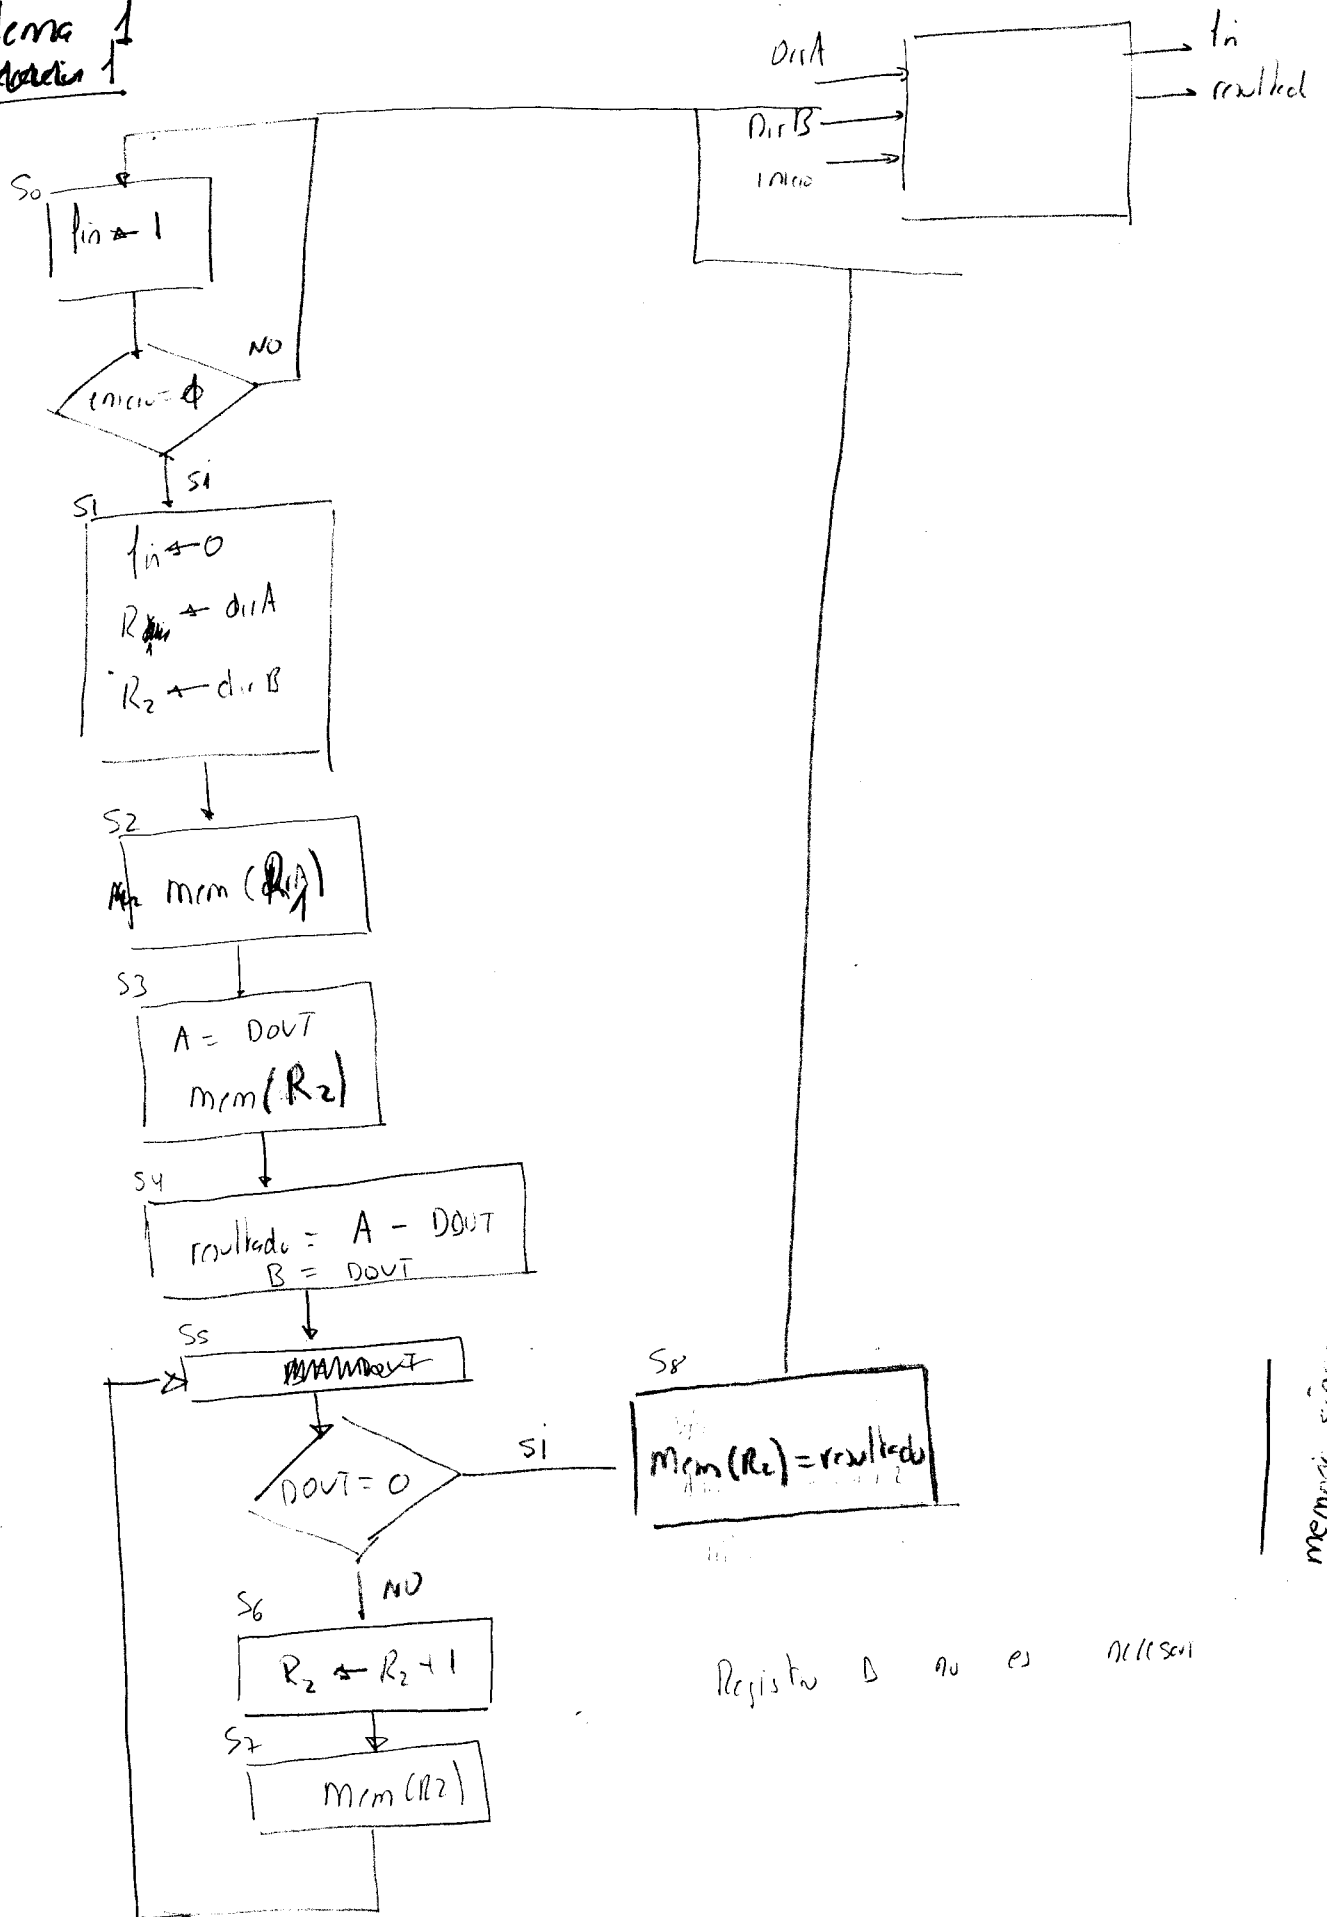 1
1
DirA
DirB
inicio
fin
S0
fin ← 1
inicio = 0
NO
si
S1
fin ← 0
R1 ← dirA
R2 ← dirB
S2
mem (R1)
S3
A = DOUT
mem(R2)
S4
resultado = A - DOUT
B = DOUT
S5
DOUT = 0
si
NO
S8
Mem(R2) = resultado
S6
R2 ← R2 + 1
S7
Mem(R2)
Registro B no es